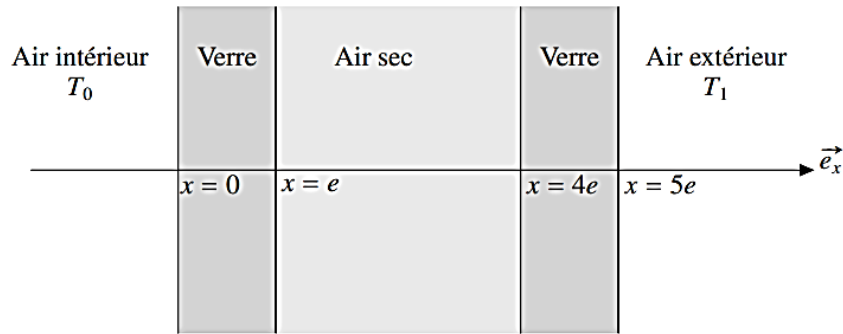 Air intérieur
T₀
Verre
Air sec
Verre
Air extérieur
T₁
x = 0
x = e
x = 4e
x = 5e
e⃗ₓ